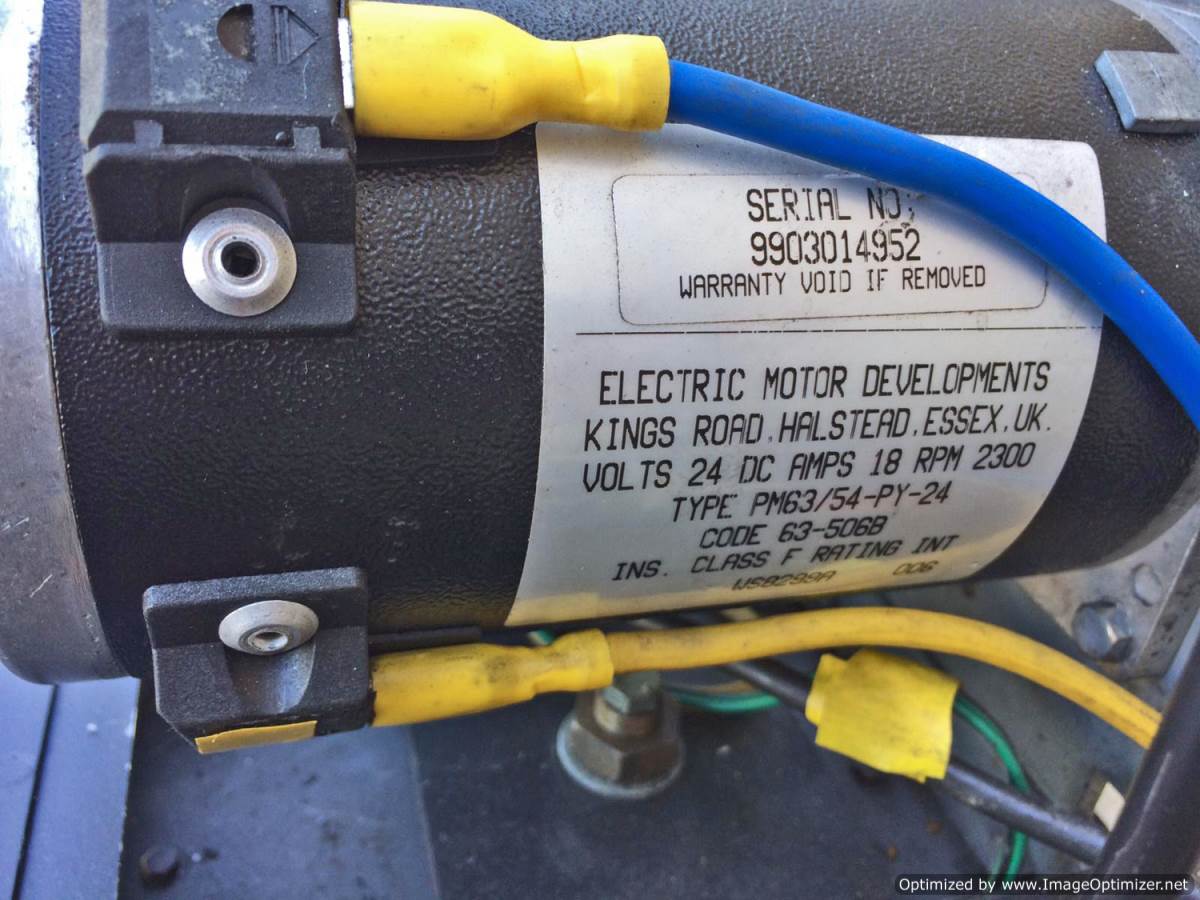 SERIAL NO:
9903014952
WARRANTY VOID IF REMOVED
ELECTRIC MOTOR DEVELOPMENTS
KINGS ROAD,HALSTEAD,ESSEX,UK.
VOLTS 24 DC AMPS 18 RPM 2300
TYPE PM63/54-PY-24
CODE 63-506B
INS. CLASS F RATING INT
WS8299A 006
Optimized by www.ImageOptimizer.net